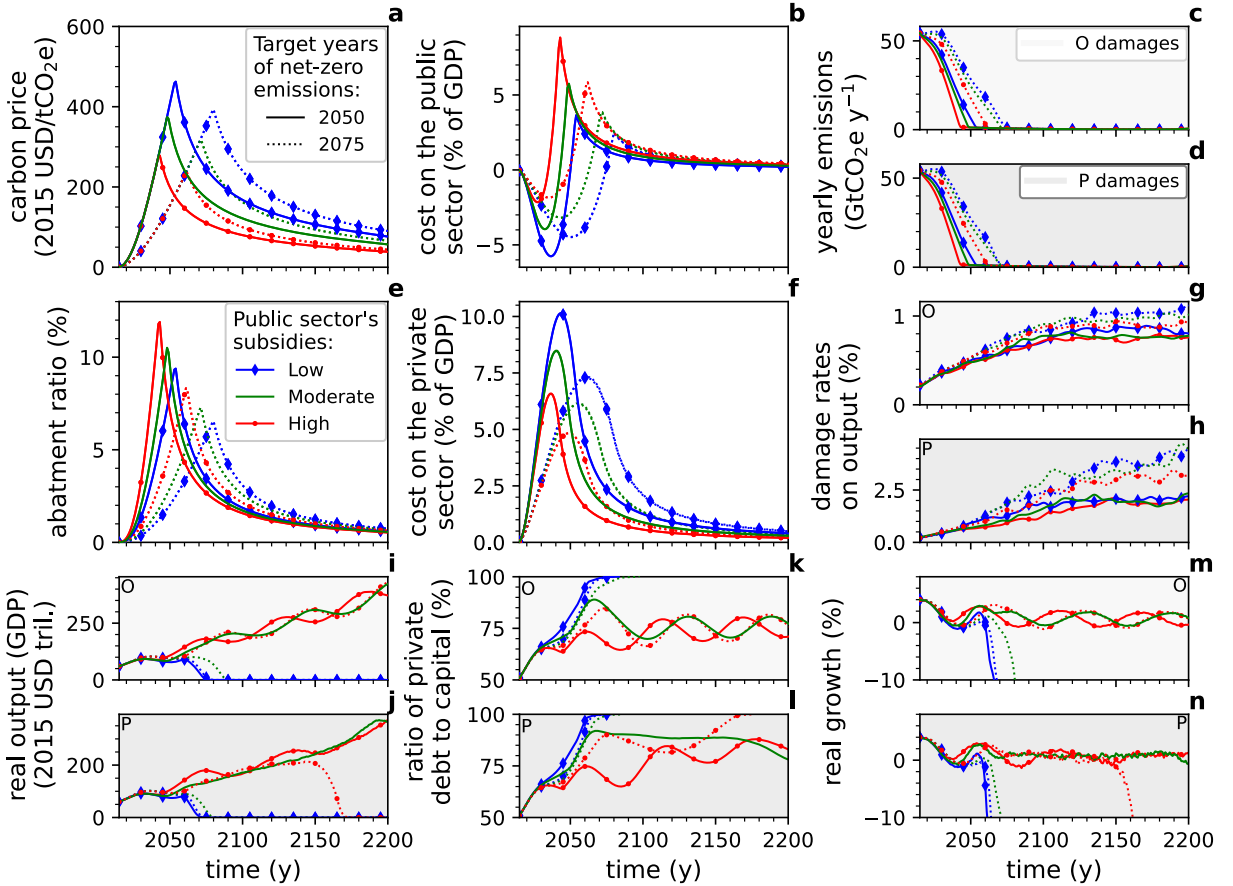 a
carbon price
(2015 USD/tCO₂e)
600
400
200
0
Target years
of net-zero
emissions:
2050
2075
b
cost on the public
sector (% of GDP)
5
0
−5
c
yearly emissions
(GtCO₂e y⁻¹)
50
0
O damages
d
50
0
P damages
e
abatment ratio (%)
10
5
0
Public sector's
subsidies:
Low
Moderate
High
f
cost on the private
sector (% of GDP)
10.0
7.5
5.0
2.5
0.0
g
damage rates
on output (%)
1
0
O
h
2.5
0.0
P
i
real output (GDP)
(2015 USD tril.)
250
0
O
j
200
0
P
2050
2100
2150
2200
time (y)
k
ratio of private
debt to capital (%)
100
75
50
O
l
100
75
50
P
2050
2100
2150
2200
time (y)
m
real growth (%)
0
−10
O
n
0
−10
P
2050
2100
2150
2200
time (y)